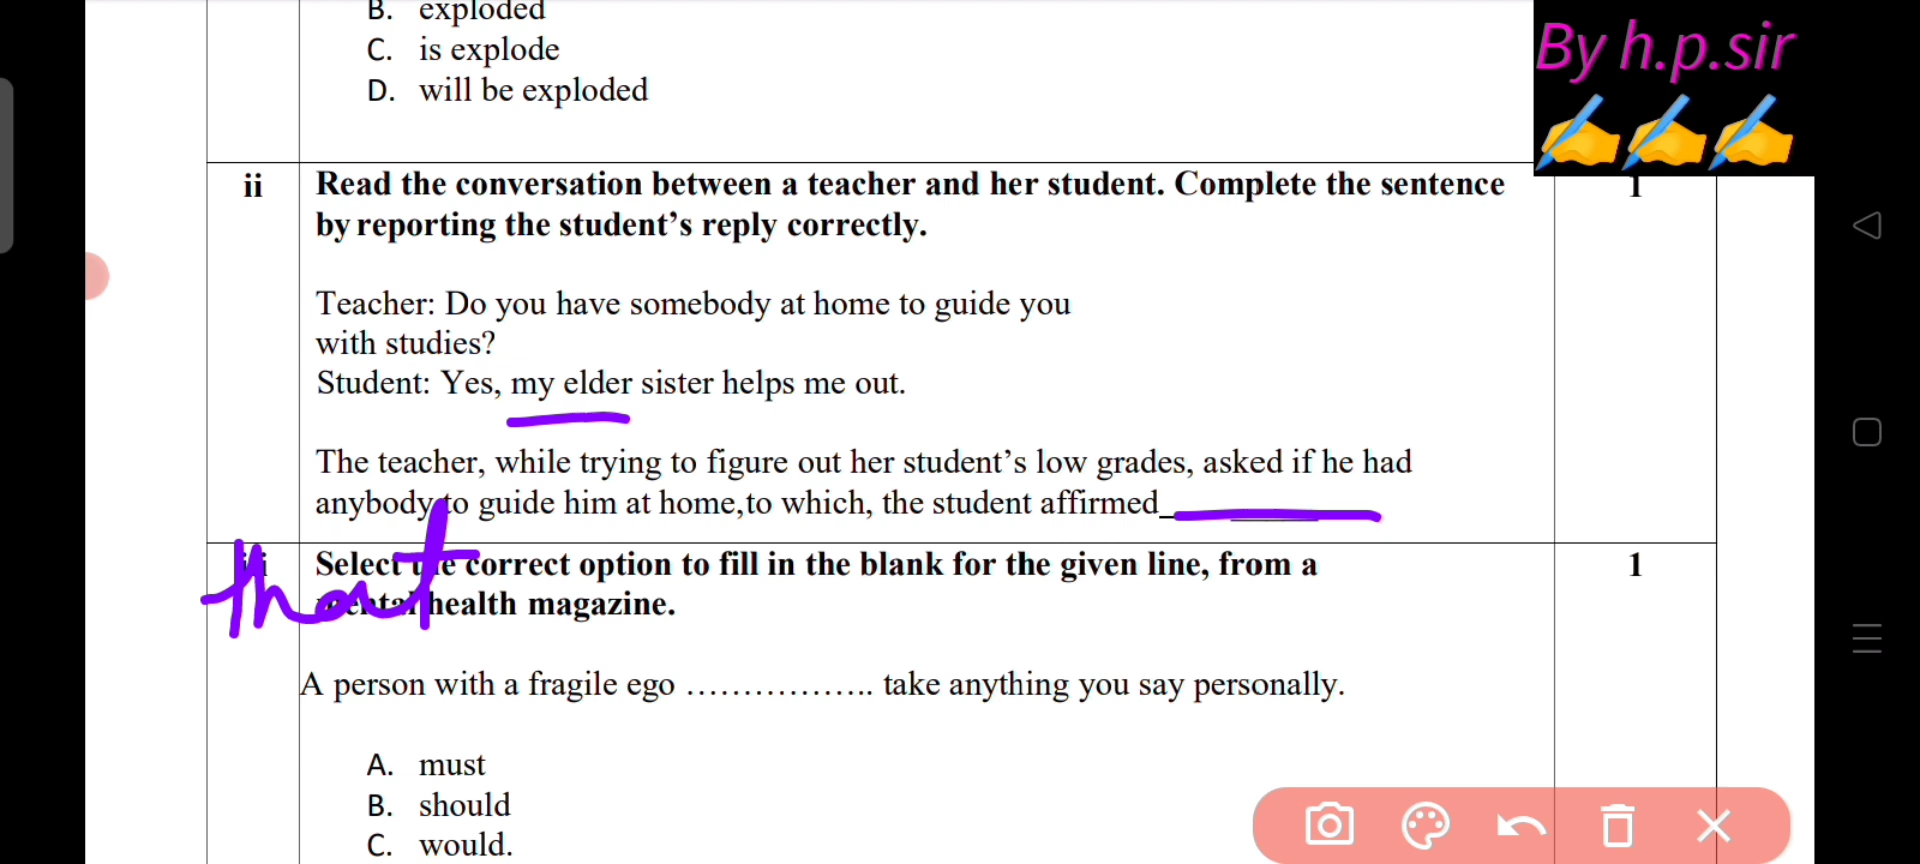 B. exploded
C. is explode
D. will be exploded
By h.p.sir
ii
Read the conversation between a teacher and her student. Complete the sentence
by reporting the student’s reply correctly.
1
Teacher: Do you have somebody at home to guide you
with studies?
Student: Yes, my elder sister helps me out.
The teacher, while trying to figure out her student’s low grades, asked if he had
anybody to guide him at home,to which, the student affirmed_
that
Select the correct option to fill in the blank for the given line, from a
mental health magazine.
1
A person with a fragile ego ................. take anything you say personally.
A. must
B. should
C. would.